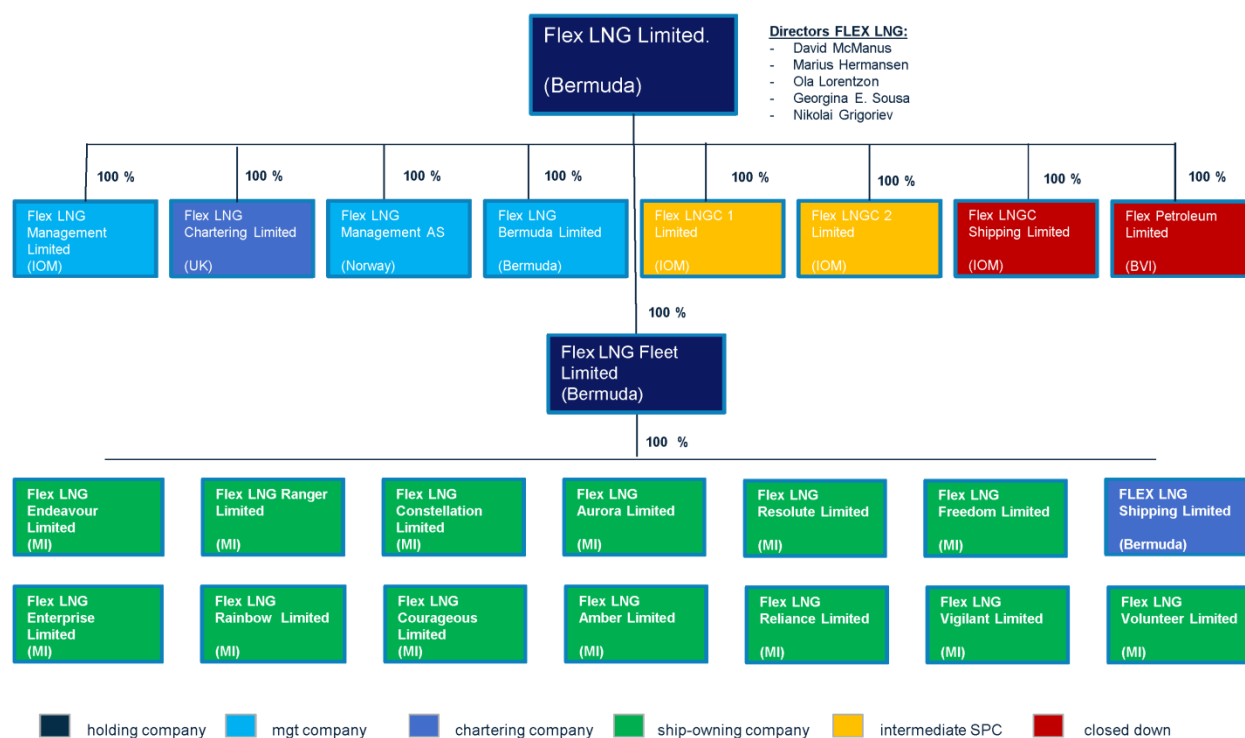 Flex LNG Limited.
(Bermuda)
Directors FLEX LNG:
- David McManus
- Marius Hermansen
- Ola Lorentzon
- Georgina E. Sousa
- Nikolai Grigoriev
100 %
100 %
100 %
100 %
100 %
100 %
100 %
100 %
Flex LNG
Management
Limited
(IOM)
Flex LNG
Chartering Limited
(UK)
Flex LNG
Management AS
(Norway)
Flex LNG
Bermuda Limited
(Bermuda)
Flex LNGC 1
Limited
(IOM)
Flex LNGC 2
Limited
(IOM)
Flex LNGC
Shipping Limited
(IOM)
Flex Petroleum
Limited
(BVI)
100 %
Flex LNG Fleet
Limited
(Bermuda)
100 %
Flex LNG
Endeavour
Limited
(MI)
Flex LNG Ranger
Limited
(MI)
Flex LNG
Constellation
Limited
(MI)
Flex LNG
Aurora Limited
(MI)
Flex LNG
Resolute Limited
(MI)
Flex LNG
Freedom Limited
(MI)
FLEX LNG
Shipping Limited
(Bermuda)
Flex LNG
Enterprise
Limited
(MI)
Flex LNG
Rainbow Limited
(MI)
Flex LNG
Courageous
Limited
(MI)
Flex LNG
Amber Limited
(MI)
Flex LNG
Reliance Limited
(MI)
Flex LNG
Vigilant Limited
(MI)
Flex LNG
Volunteer Limited
(MI)
holding company
mgt company
chartering company
ship-owning company
intermediate SPC
closed down